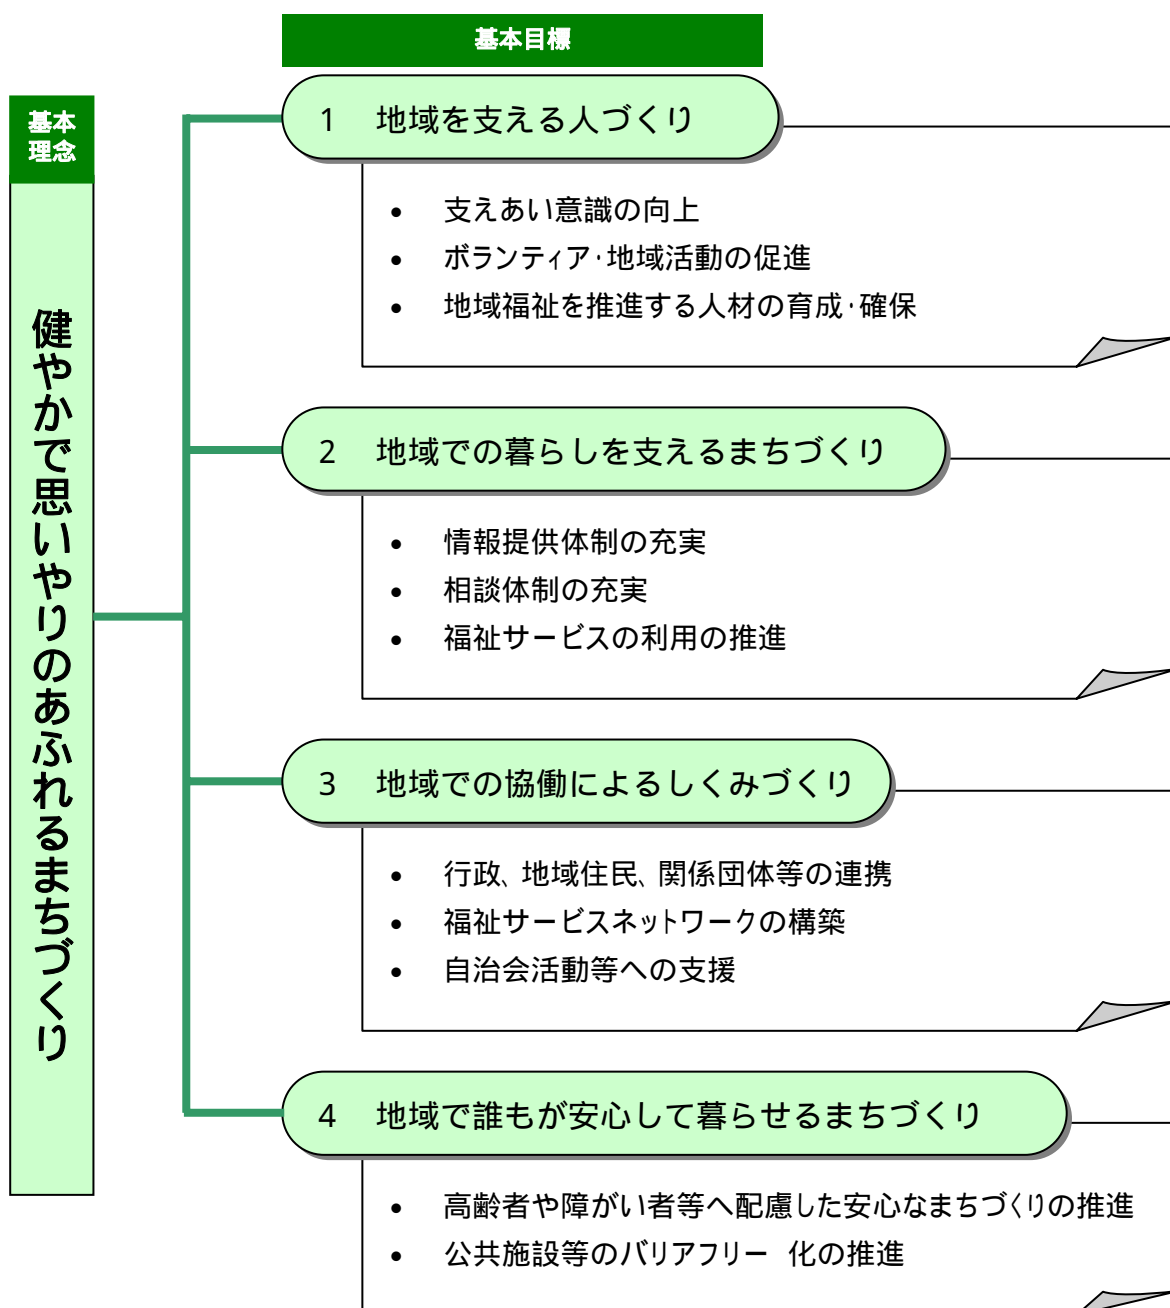 基本目標
基本
理念
健やかで思いやりのあふれるまちづくり
1 地域を支える人づくり
• 支えあい意識の向上
• ボランティア・地域活動の促進
• 地域福祉を推進する人材の育成・確保
2 地域での暮らしを支えるまちづくり
• 情報提供体制の充実
• 相談体制の充実
• 福祉サービスの利用の推進
3 地域での協働によるしくみづくり
• 行政、地域住民、関係団体等の連携
• 福祉サービスネットワークの構築
• 自治会活動等への支援
4 地域で誰もが安心して暮らせるまちづくり
• 高齢者や障がい者等へ配慮した安心なまちづくりの推進
• 公共施設等のバリアフリー 化の推進